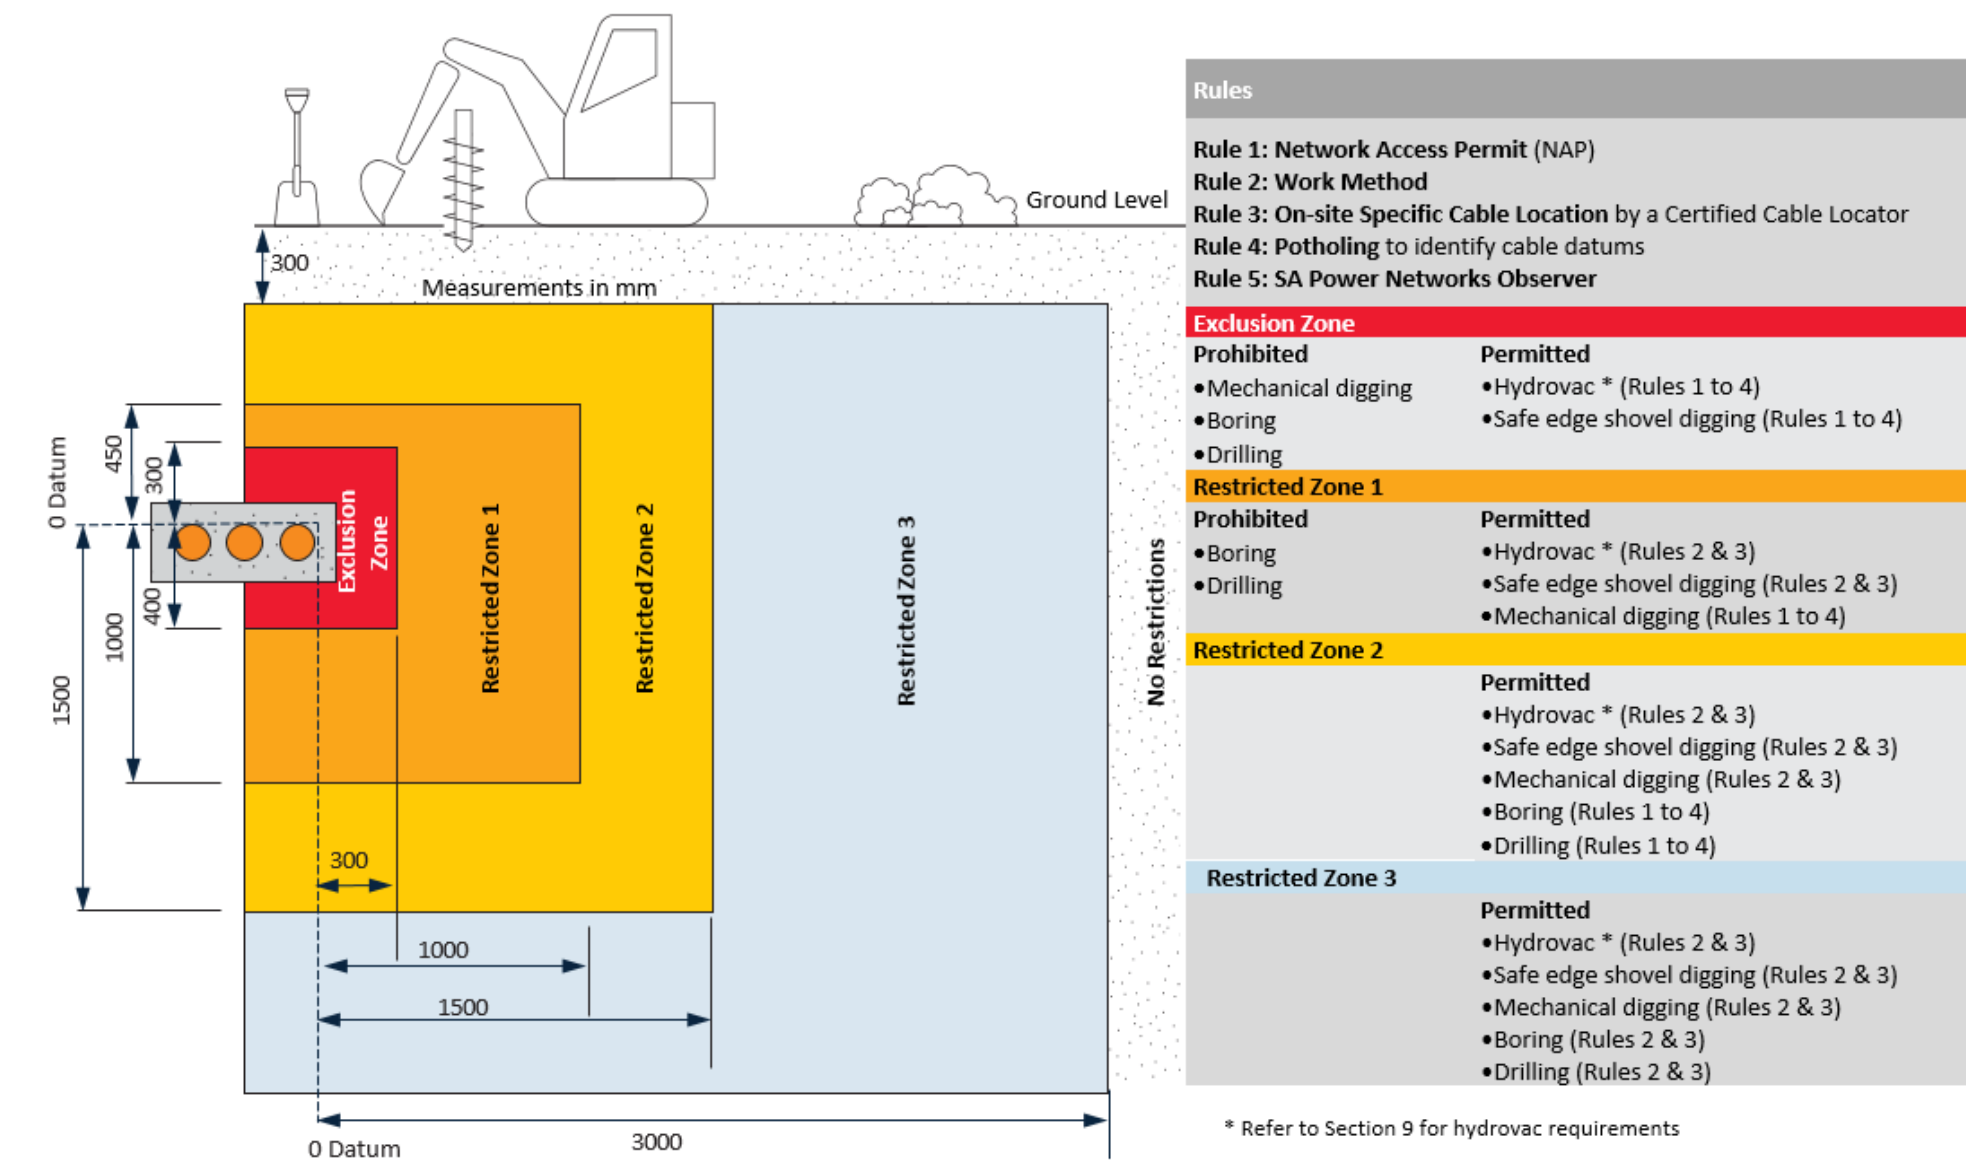 Ground Level
300
Measurements in mm
0 Datum
450
300
400
1000
1500
Exclusion
Zone
Restricted Zone 1
Restricted Zone 2
Restricted Zone 3
No Restrictions
300
1000
1500
3000
0 Datum
Rules
Rule 1: Network Access Permit (NAP)
Rule 2: Work Method
Rule 3: On-site Specific Cable Location by a Certified Cable Locator
Rule 4: Potholing to identify cable datums
Rule 5: SA Power Networks Observer
Exclusion Zone
Prohibited
•Mechanical digging
•Boring
•Drilling
Permitted
•Hydrovac * (Rules 1 to 4)
•Safe edge shovel digging (Rules 1 to 4)
Restricted Zone 1
Prohibited
•Boring
•Drilling
Permitted
•Hydrovac * (Rules 2 & 3)
•Safe edge shovel digging (Rules 2 & 3)
•Mechanical digging (Rules 1 to 4)
Restricted Zone 2
Permitted
•Hydrovac * (Rules 2 & 3)
•Safe edge shovel digging (Rules 2 & 3)
•Mechanical digging (Rules 2 & 3)
•Boring (Rules 1 to 4)
•Drilling (Rules 1 to 4)
Restricted Zone 3
Permitted
•Hydrovac * (Rules 2 & 3)
•Safe edge shovel digging (Rules 2 & 3)
•Mechanical digging (Rules 2 & 3)
•Boring (Rules 2 & 3)
•Drilling (Rules 2 & 3)
* Refer to Section 9 for hydrovac requirements